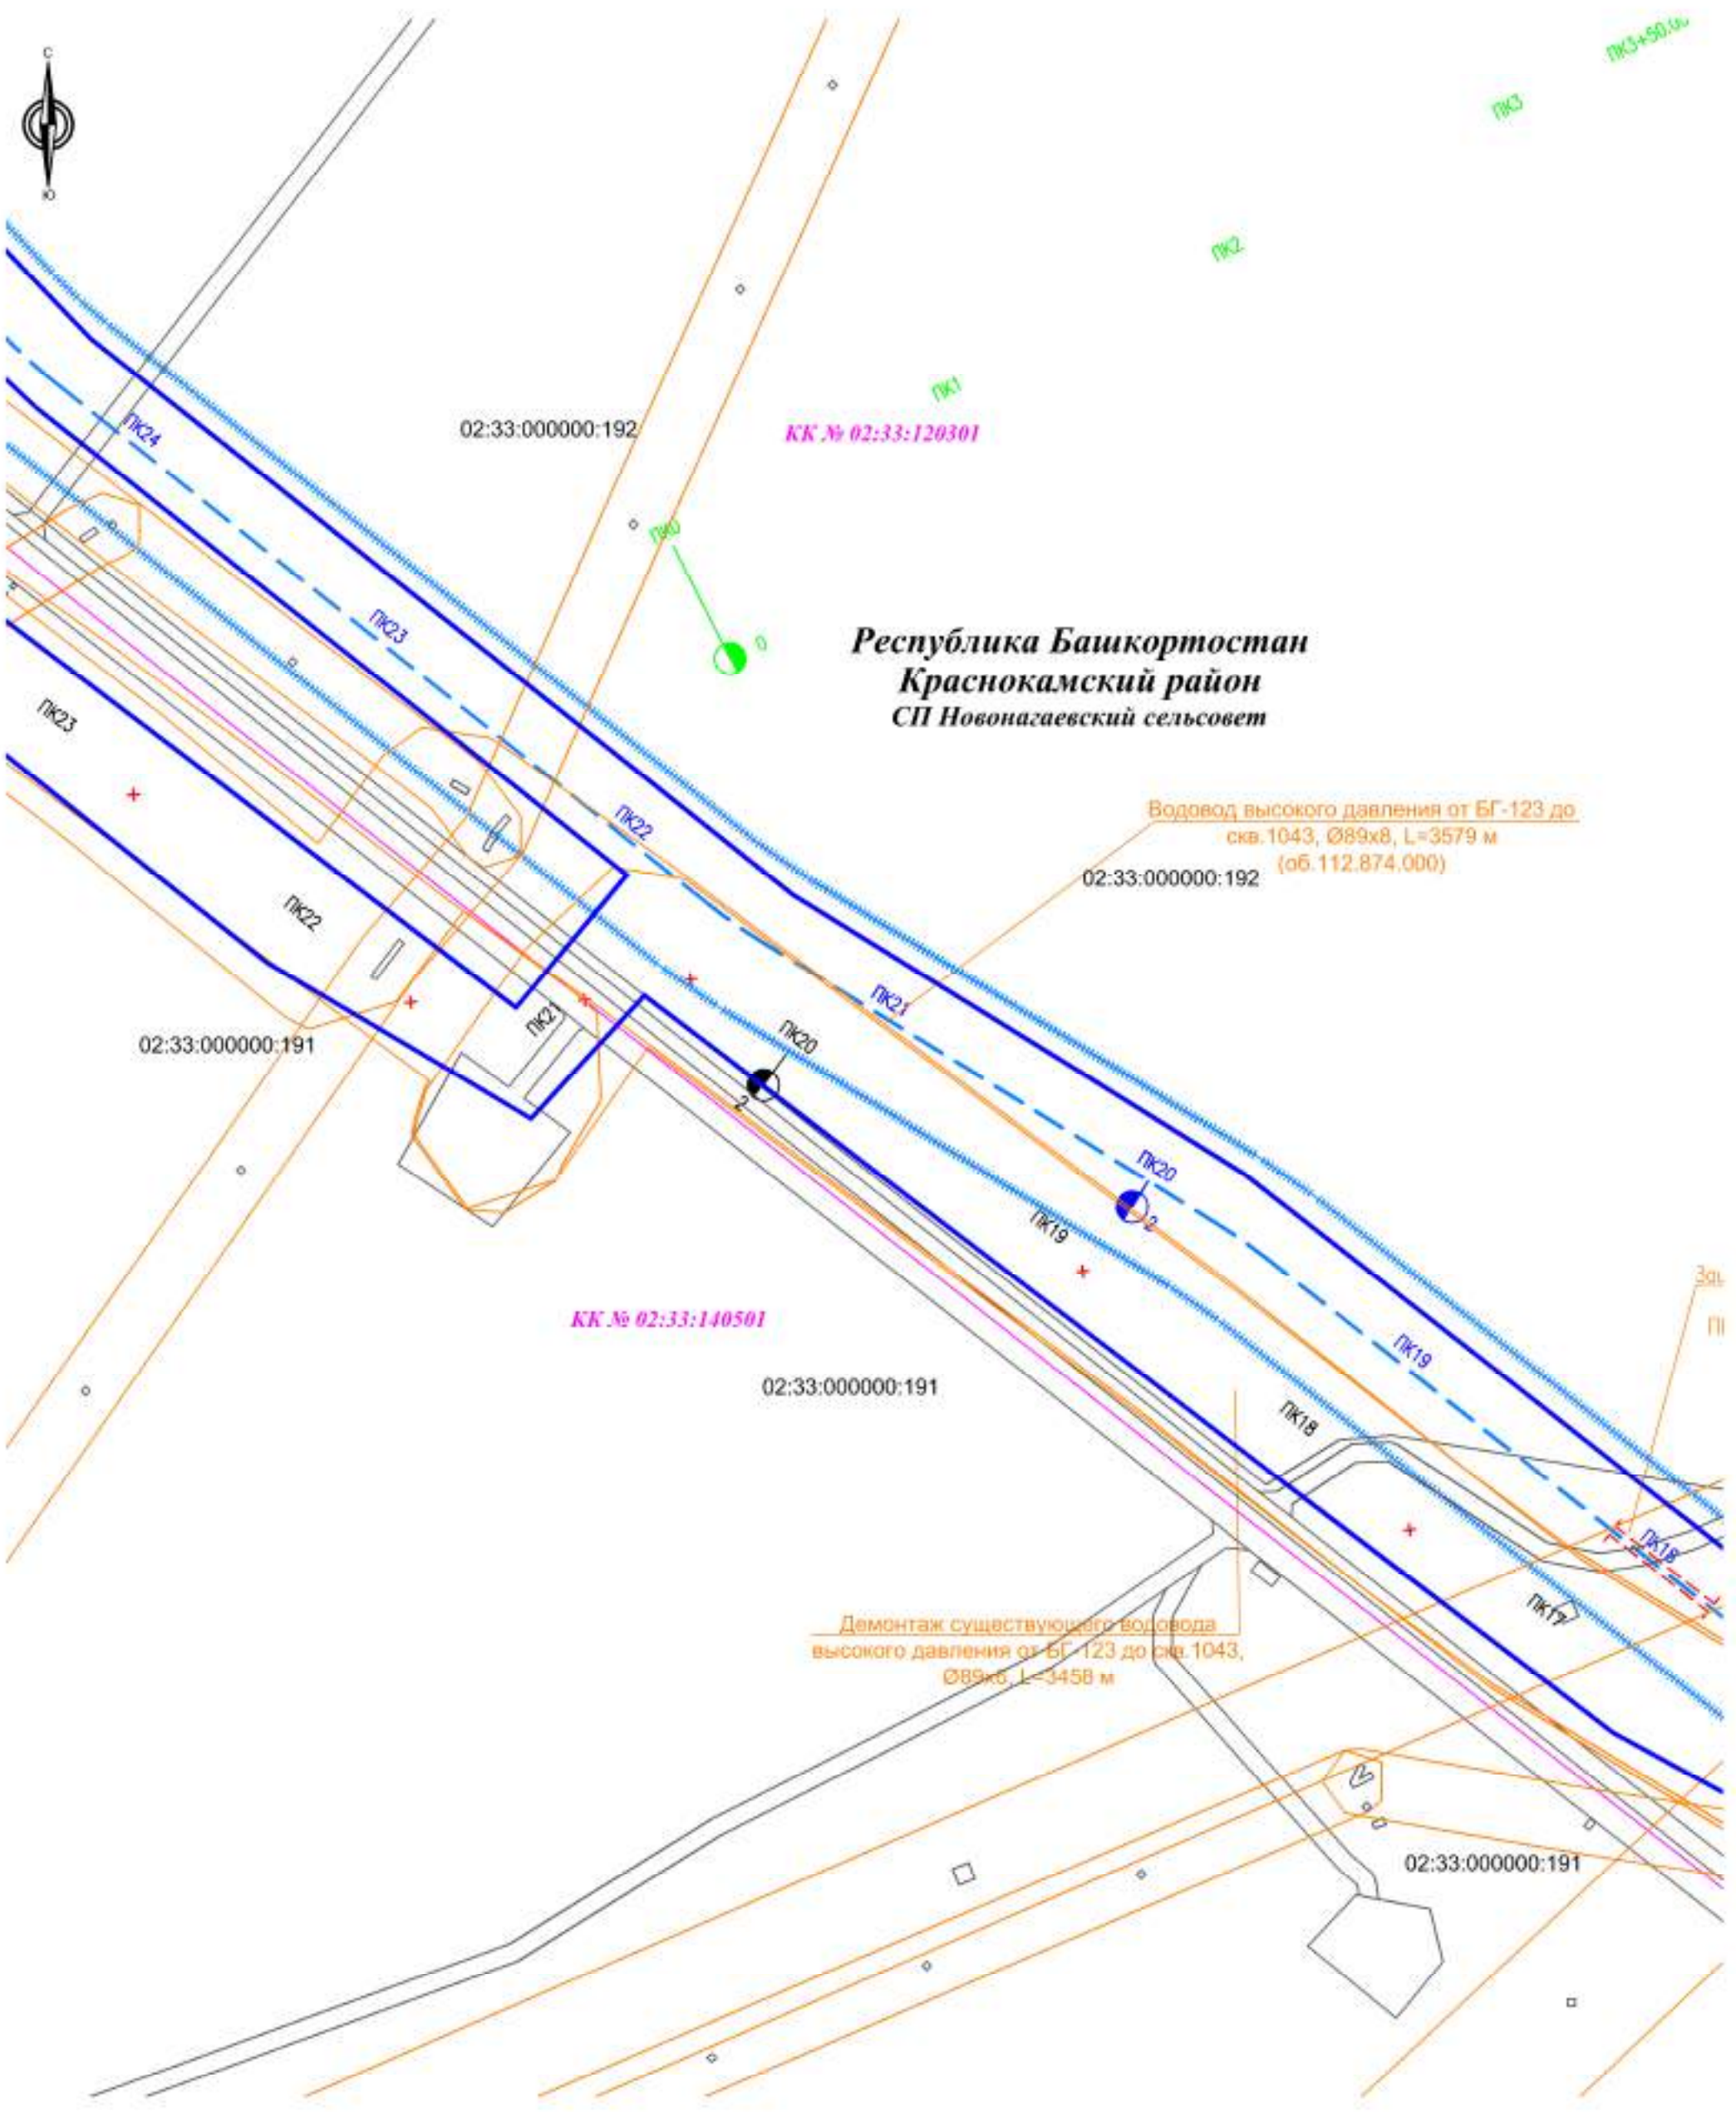 ПК3+50.00
С
ПК3
Ю
ПК2
ПК1
ПК24
02:33:000000:192
КК № 02:33:120301
ПК0
0
ПК23
Республика Башкортостан
Краснокамский район
СП Новонагаевский сельсовет
ПК23
ПК22
Водовод высокого давления от БГ-123 до
скв.1043, Ø89х8, L=3579 м
(об.112.874.000)
02:33:000000:192
ПК22
ПК21
ПК21
ПК20
02:33:000000:191
2
ПК20
2
ПК19
КК № 02:33:140501
ПК19
02:33:000000:191
ПК18
ПК18
ПК17
Демонтаж существующего водовода
высокого давления от БГ-123 до скв.1043,
L=3458 м
02:33:000000:191